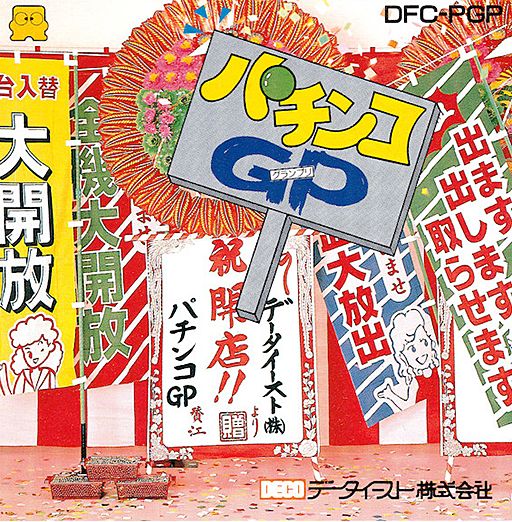 DFC-PGP
パチンコ
GP
グランプリ
台入替
大開放
全機大開放
ませ
出ます
出します
取らせます
ませ
大放出
祝開店!!
データイースト(株)
より
贈
パチンコGP
賛江
DECO データイースト株式会社